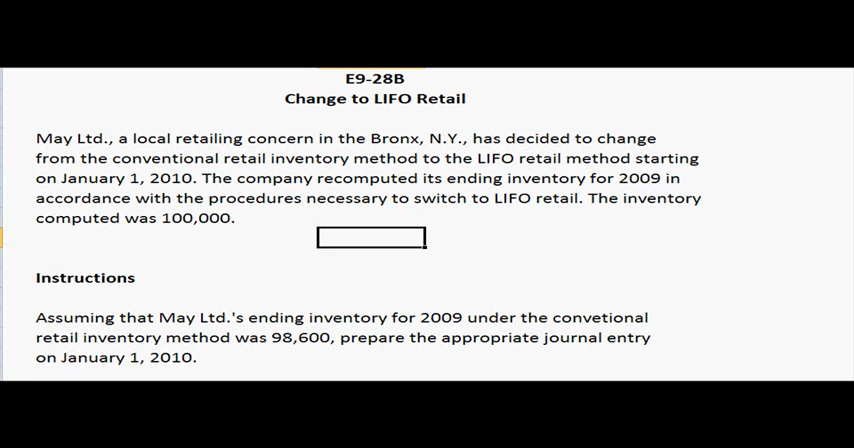 E9-28B
Change to LIFO Retail
May Ltd., a local retailing concern in the Bronx, N.Y., has decided to change
from the conventional retail inventory method to the LIFO retail method starting
on January 1, 2010. The company recomputed its ending inventory for 2009 in
accordance with the procedures necessary to switch to LIFO retail. The inventory
computed was 100,000.
Instructions
Assuming that May Ltd.'s ending inventory for 2009 under the convetional
retail inventory method was 98,600, prepare the appropriate journal entry
on January 1, 2010.